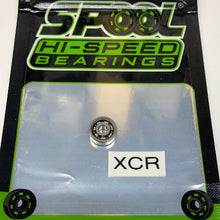 SPOOL
HI-SPEED
BEARINGS
XCR